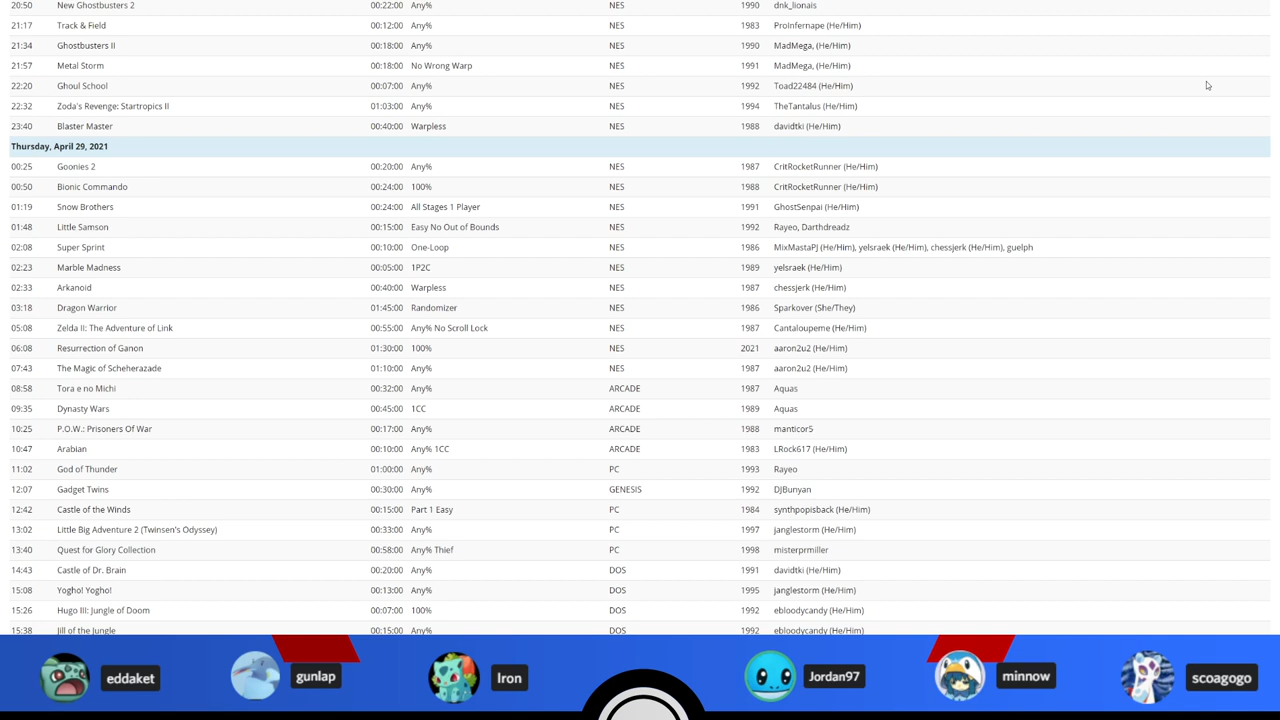 20:50 New Ghostbusters 2 00:22:00 Any% NES 1990 dnk_lionais
21:17 Track & Field 00:12:00 Any% NES 1983 ProInfernape (He/Him)
21:34 Ghostbusters II 00:18:00 Any% NES 1990 MadMega, (He/Him)
21:57 Metal Storm 00:18:00 No Wrong Warp NES 1991 MadMega, (He/Him)
22:20 Ghoul School 00:07:00 Any% NES 1992 Toad22484 (He/Him)
22:32 Zoda's Revenge: Startropics II 01:03:00 Any% NES 1994 TheTantalus (He/Him)
23:40 Blaster Master 00:40:00 Warpless NES 1988 davidtki (He/Him)
Thursday, April 29, 2021
00:25 Goonies 2 00:20:00 Any% NES 1987 CritRocketRunner (He/Him)
00:50 Bionic Commando 00:24:00 100% NES 1988 CritRocketRunner (He/Him)
01:19 Snow Brothers 00:24:00 All Stages 1 Player NES 1991 GhostSenpai (He/Him)
01:48 Little Samson 00:15:00 Easy No Out of Bounds NES 1992 Rayeo, Darthdreadz
02:08 Super Sprint 00:10:00 One-Loop NES 1986 MixMastaPJ (He/Him), yelsraek (He/Him), chessjerk (He/Him), guelph
02:23 Marble Madness 00:05:00 1P2C NES 1989 yelsraek (He/Him)
02:33 Arkanoid 00:40:00 Warpless NES 1987 chessjerk (He/Him)
03:18 Dragon Warrior 01:45:00 Randomizer NES 1986 Sparkover (She/They)
05:08 Zelda II: The Adventure of Link 00:55:00 Any% No Scroll Lock NES 1987 Cantaloupeme (He/Him)
06:08 Resurrection of Ganon 01:30:00 100% NES 2021 aaron2u2 (He/Him)
07:43 The Magic of Scheherazade 01:10:00 Any% NES 1987 aaron2u2 (He/Him)
08:58 Tora e no Michi 00:32:00 Any% ARCADE 1987 Aquas
09:35 Dynasty Wars 00:45:00 1CC ARCADE 1989 Aquas
10:25 P.O.W.: Prisoners Of War 00:17:00 Any% ARCADE 1988 manticor5
10:47 Arabian 00:10:00 Any% 1CC ARCADE 1983 LRock617 (He/Him)
11:02 God of Thunder 01:00:00 Any% PC 1993 Rayeo
12:07 Gadget Twins 00:30:00 Any% GENESIS 1992 DJBunyan
12:42 Castle of the Winds 00:15:00 Part 1 Easy PC 1984 synthpopisback (He/Him)
13:02 Little Big Adventure 2 (Twinsen's Odyssey) 00:33:00 Any% PC 1997 janglestorm (He/Him)
13:40 Quest for Glory Collection 00:58:00 Any% Thief PC 1998 misterprmiller
14:43 Castle of Dr. Brain 00:20:00 Any% DOS 1991 davidtki (He/Him)
15:08 Yogho! Yogho! 00:13:00 Any% DOS 1995 janglestorm (He/Him)
15:26 Hugo III: Jungle of Doom 00:07:00 100% DOS 1992 ebloodycandy (He/Him)
15:38 Jill of the Jungle 00:15:00 Any% DOS 1992 ebloodycandy (He/Him)
eddaket gunlap Iron Jordan97 minnow scoagogo